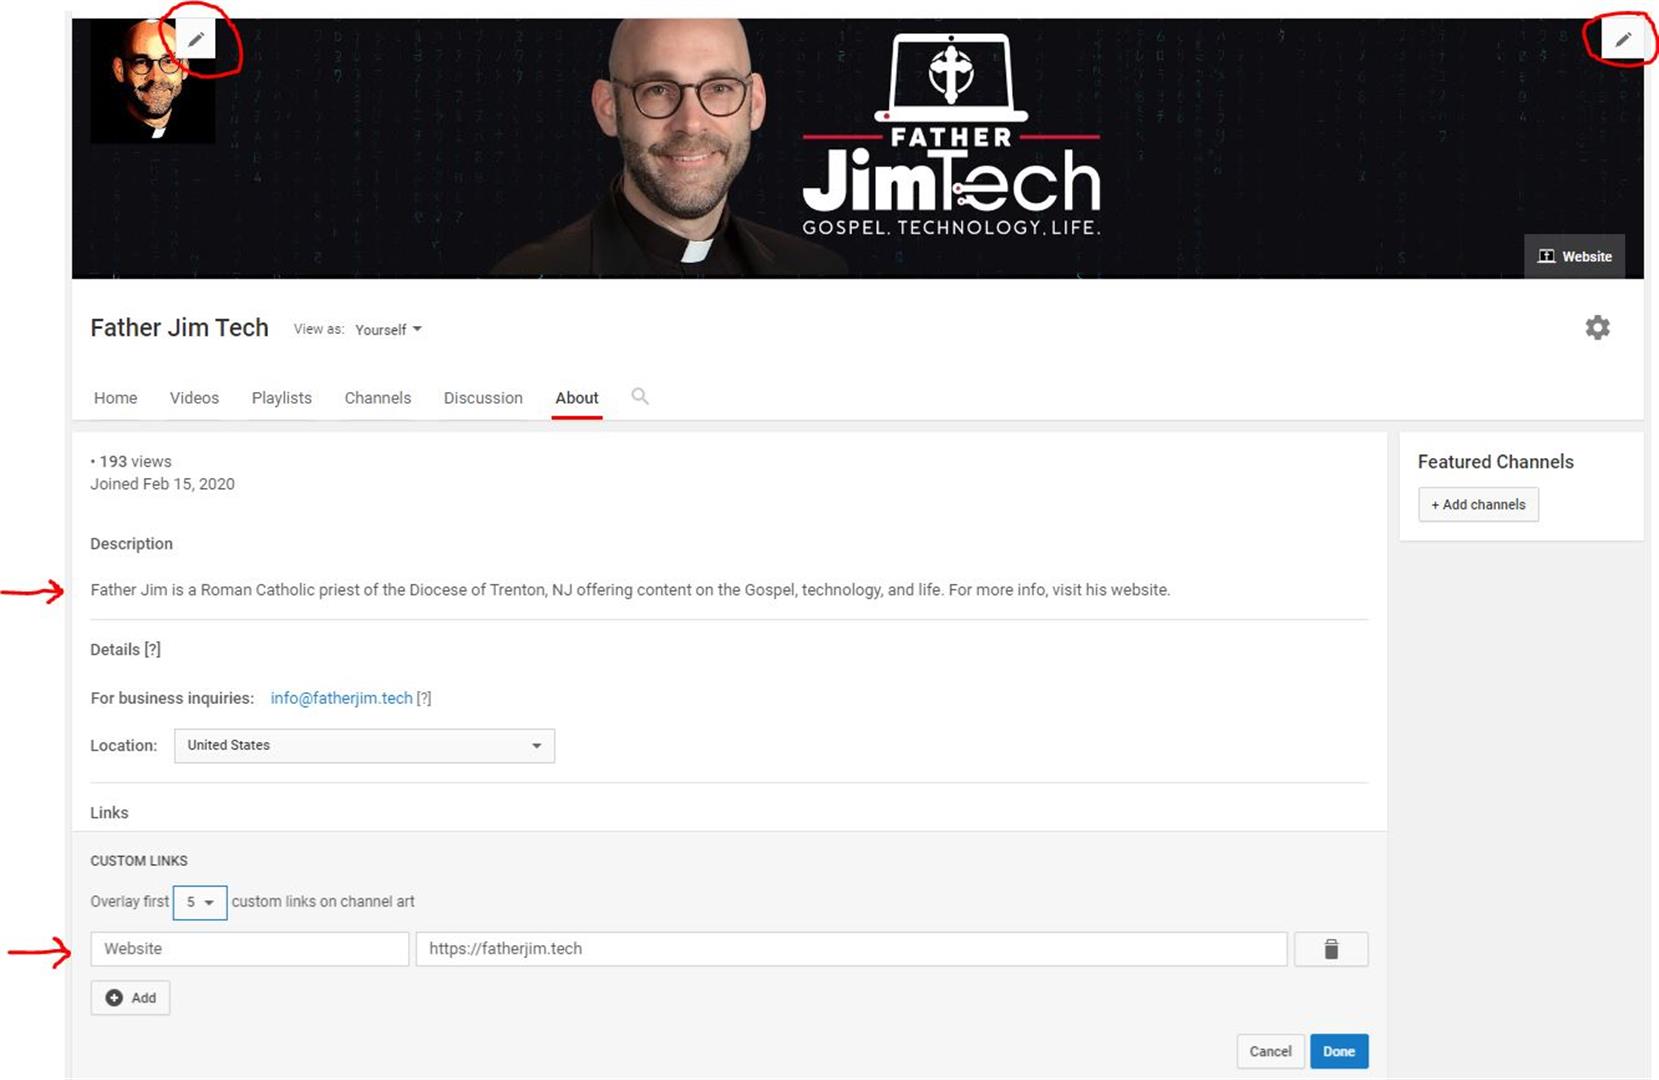 FATHER
JimTech
GOSPEL. TECHNOLOGY. LIFE.
Website
Father Jim Tech View as: Yourself
Home Videos Playlists Channels Discussion About
• 193 views
Joined Feb 15, 2020
Featured Channels
+ Add channels
Description
Father Jim is a Roman Catholic priest of the Diocese of Trenton, NJ offering content on the Gospel, technology, and life. For more info, visit his website.
Details [?]
For business inquiries: info@fatherjim.tech [?]
Location: United States
Links
CUSTOM LINKS
Overlay first 5 custom links on channel art
Website https://fatherjim.tech
Add
Cancel Done